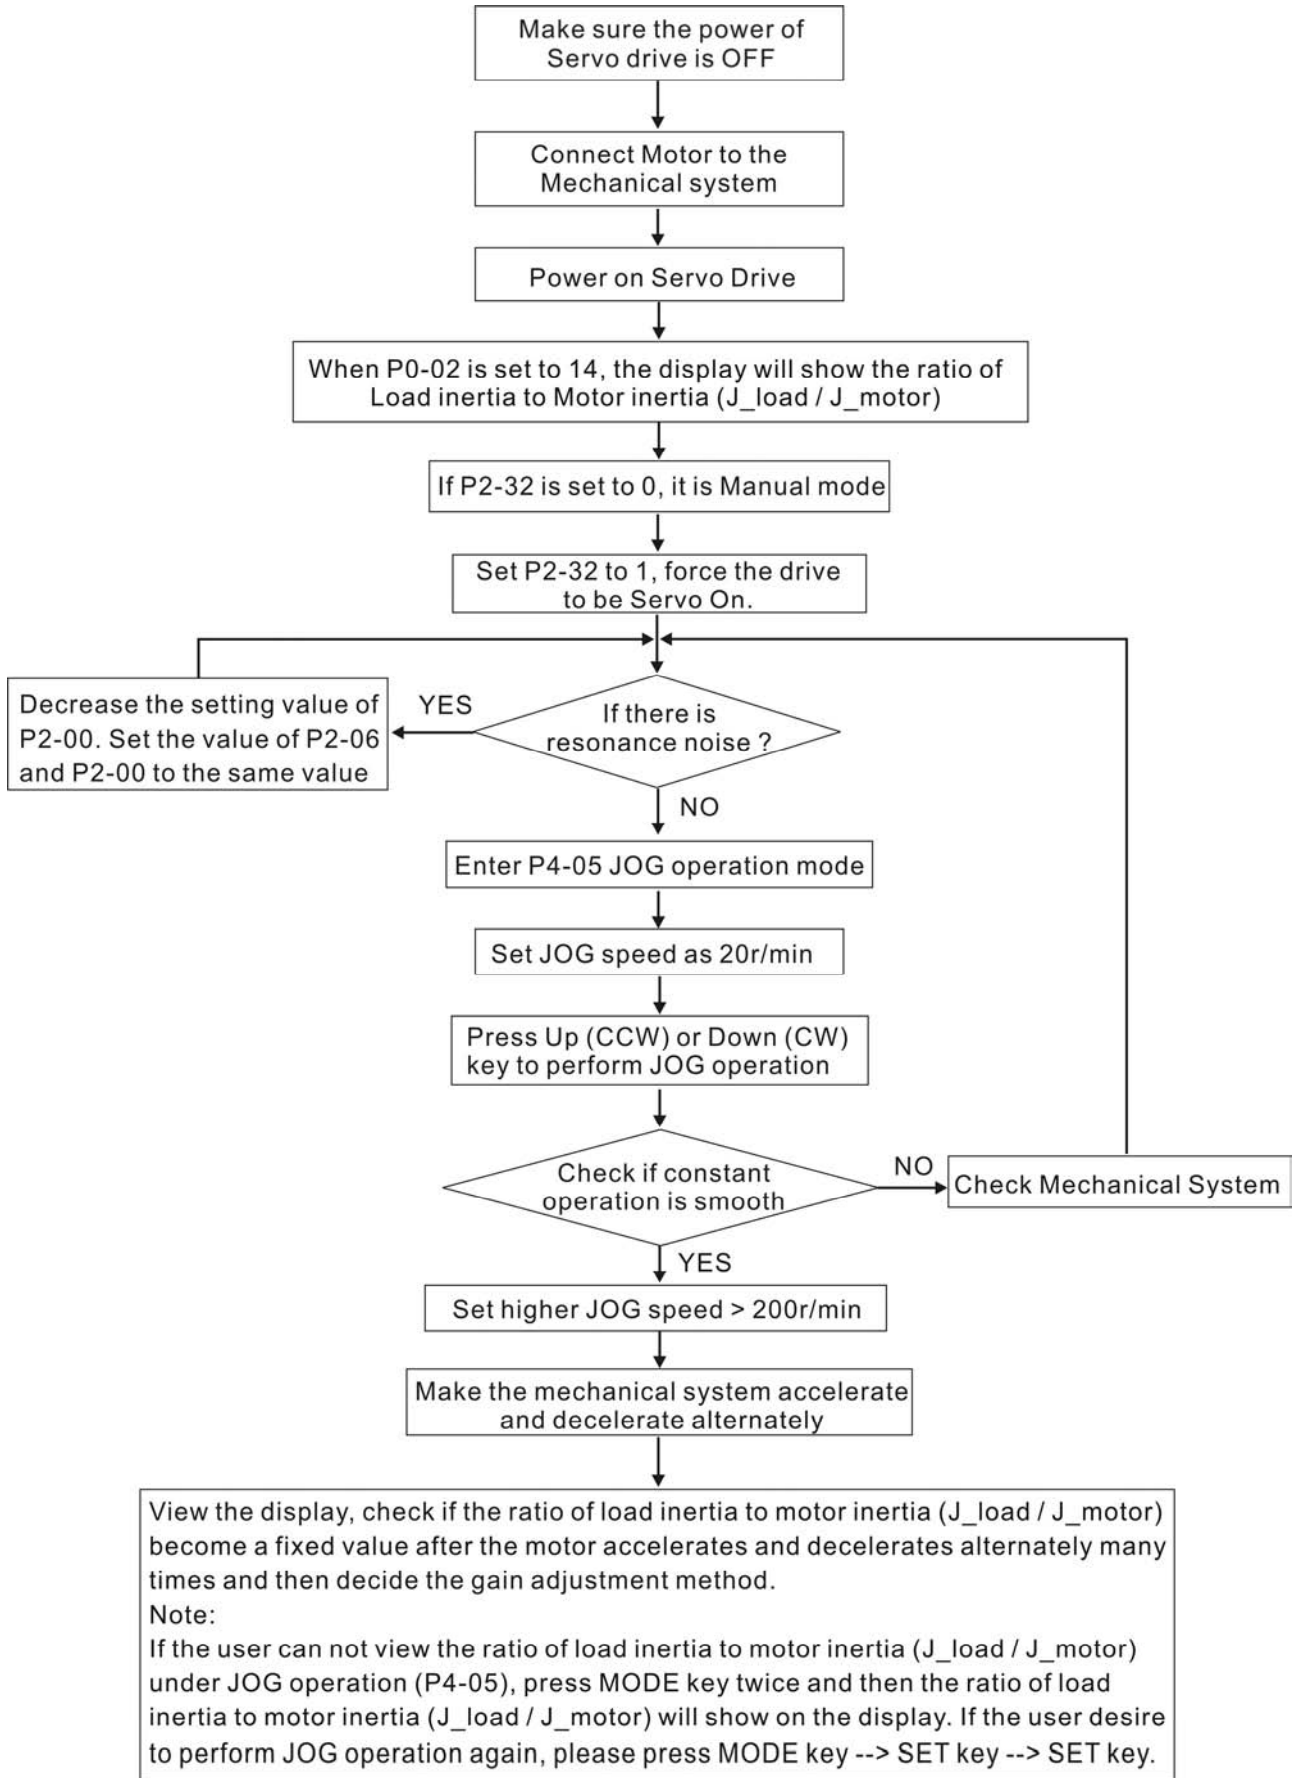 Make sure the power of
Servo drive is OFF
Connect Motor to the
Mechanical system
Power on Servo Drive
When P0-02 is set to 14, the display will show the ratio of
Load inertia to Motor inertia (J_load / J_motor)
If P2-32 is set to 0, it is Manual mode
Set P2-32 to 1, force the drive
to be Servo On.
Decrease the setting value of
P2-00. Set the value of P2-06
and P2-00 to the same value
YES
If there is
resonance noise ?
NO
Enter P4-05 JOG operation mode
Set JOG speed as 20r/min
Press Up (CCW) or Down (CW)
key to perform JOG operation
Check if constant
operation is smooth
NO
Check Mechanical System
YES
Set higher JOG speed > 200r/min
Make the mechanical system accelerate
and decelerate alternately
View the display, check if the ratio of load inertia to motor inertia (J_load / J_motor)
become a fixed value after the motor accelerates and decelerates alternately many
times and then decide the gain adjustment method.
Note:
If the user can not view the ratio of load inertia to motor inertia (J_load / J_motor)
under JOG operation (P4-05), press MODE key twice and then the ratio of load
inertia to motor inertia (J_load / J_motor) will show on the display. If the user desire
to perform JOG operation again, please press MODE key --> SET key --> SET key.